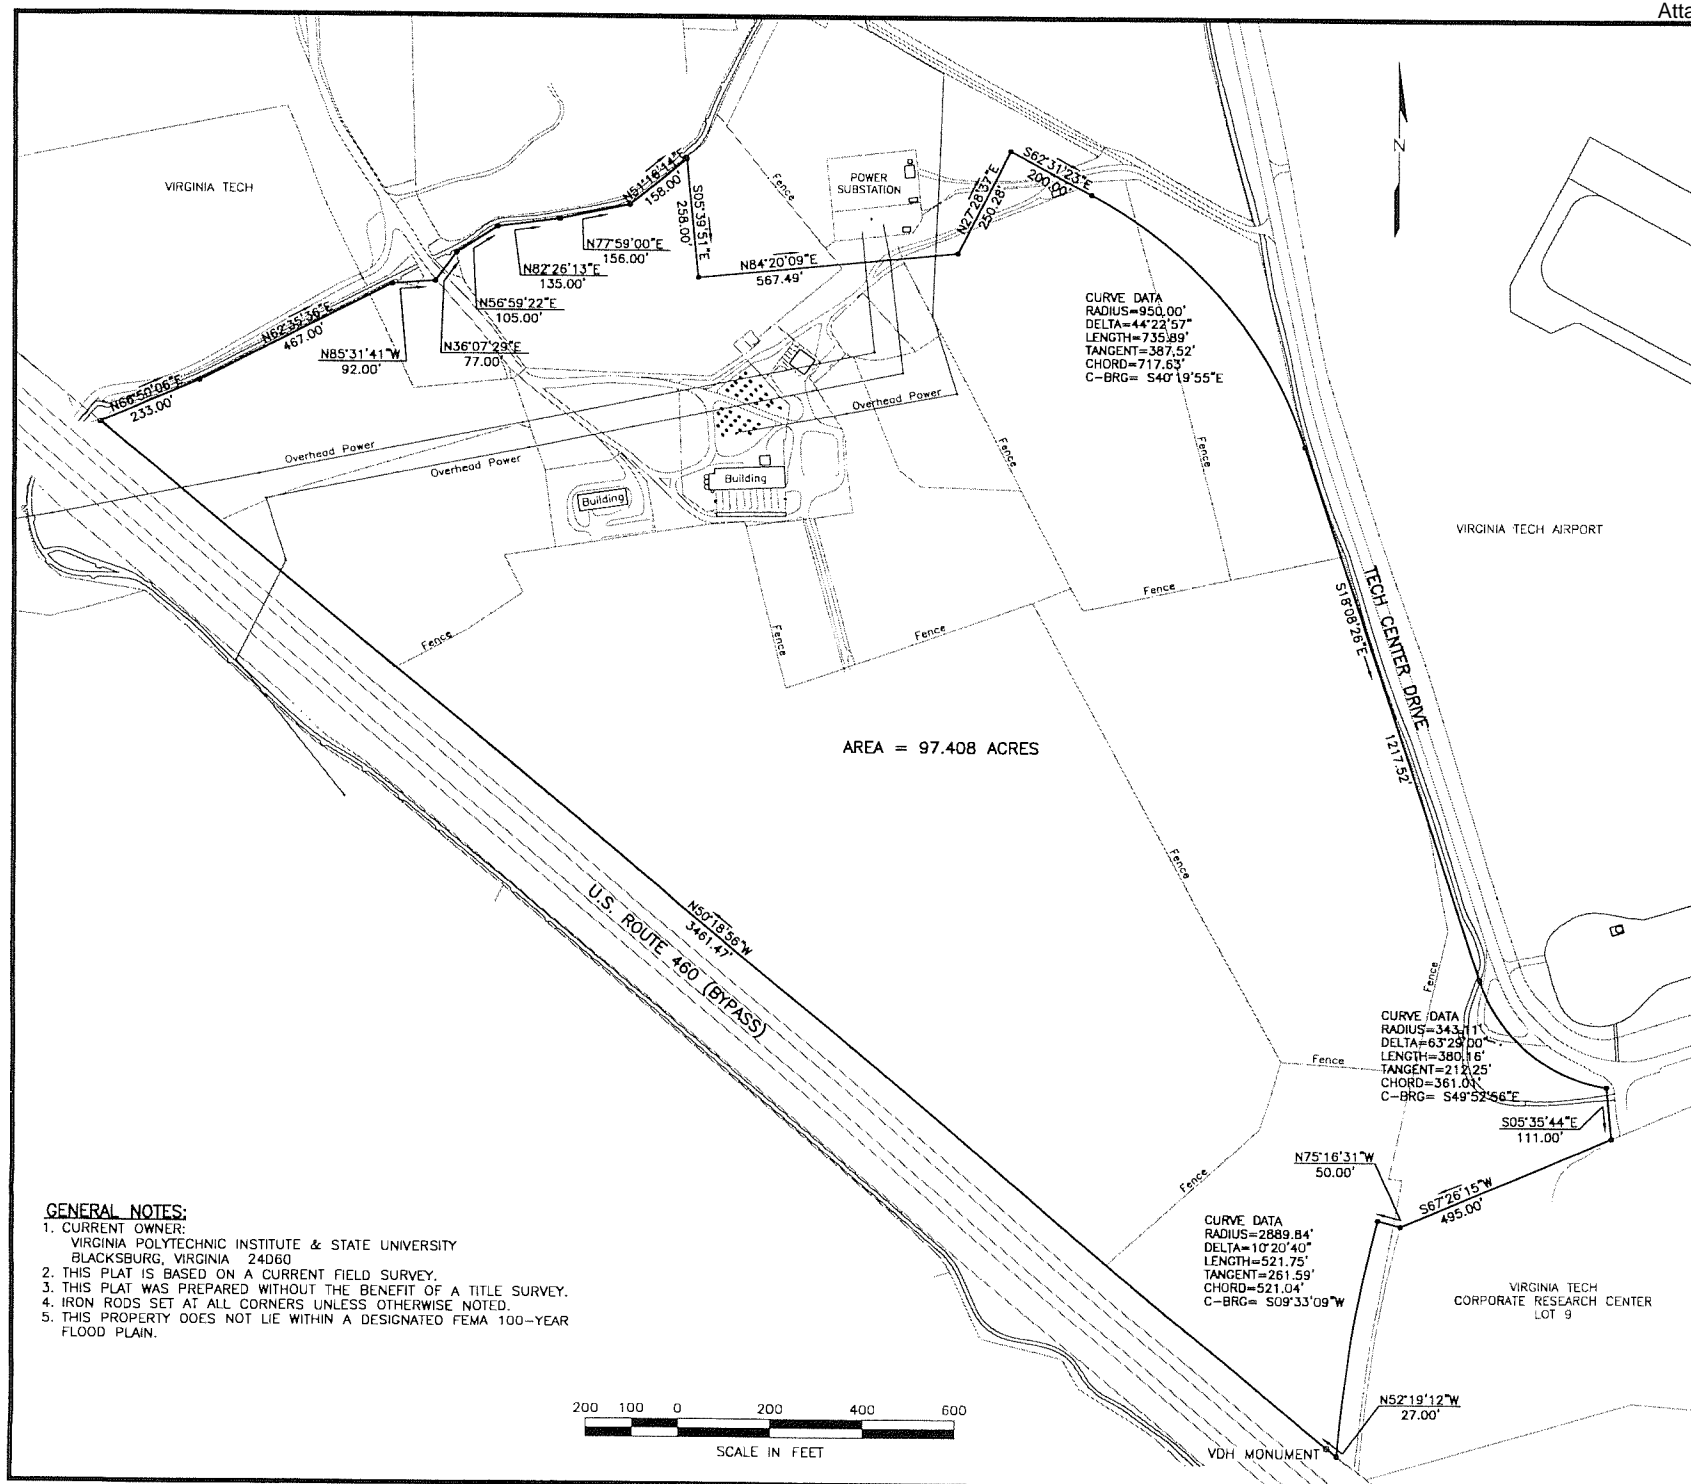 Atta
VIRGINIA TECH
N51°16'14"E
158.00'
S05°39'51"E
258.00'
Fence
POWER
SUBSTATION
N27°28'37"E
250.28'
S62°31'23"E
200.00'
N
N77°59'00"E
156.00'
N82°26'13"E
135.00'
N56°59'22"E
105.00'
N84°20'09"E
567.49'
N62°35'36"E
467.00'
N85°31'41"W
92.00'
N36°07'29"E
77.00'
N66°50'06"E
233.00'
CURVE DATA
RADIUS=950.00'
DELTA=44°22'57"
LENGTH=735.89'
TANGENT=387.52'
CHORD=717.63'
C-BRG= S40°19'55"E
Overhead Power
Overhead Power
Overhead Power
Fence
Fence
Building
Building
VIRGINIA TECH AIRPORT
Fence
Fence
Fence
Fence
S18°08'26"E
1217.52'
TECH CENTER DRIVE
AREA = 97.408 ACRES
Fence
U.S. ROUTE 460 (BYPASS)
N50°18'56"W
3461.47'
Fence
Fence
CURVE DATA
RADIUS=343.11'
DELTA=63°29'00"
LENGTH=380.16'
TANGENT=212.25'
CHORD=361.01'
C-BRG= S49°52'56"E
S05°35'44"E
111.00'
N75°16'31"W
50.00'
S67°26'15"W
495.00'
Fence
CURVE DATA
RADIUS=2889.84'
DELTA=10°20'40"
LENGTH=521.75'
TANGENT=261.59'
CHORD=521.04'
C-BRG= S09°33'09"W
VIRGINIA TECH
CORPORATE RESEARCH CENTER
LOT 9
N52°19'12"W
27.00'
VDH MONUMENT
GENERAL NOTES:
1. CURRENT OWNER:
VIRGINIA POLYTECHNIC INSTITUTE & STATE UNIVERSITY
BLACKSBURG, VIRGINIA 24060
2. THIS PLAT IS BASED ON A CURRENT FIELD SURVEY.
3. THIS PLAT WAS PREPARED WITHOUT THE BENEFIT OF A TITLE SURVEY.
4. IRON RODS SET AT ALL CORNERS UNLESS OTHERWISE NOTED.
5. THIS PROPERTY DOES NOT LIE WITHIN A DESIGNATED FEMA 100-YEAR
FLOOD PLAIN.
200 100 0 200 400 600
SCALE IN FEET